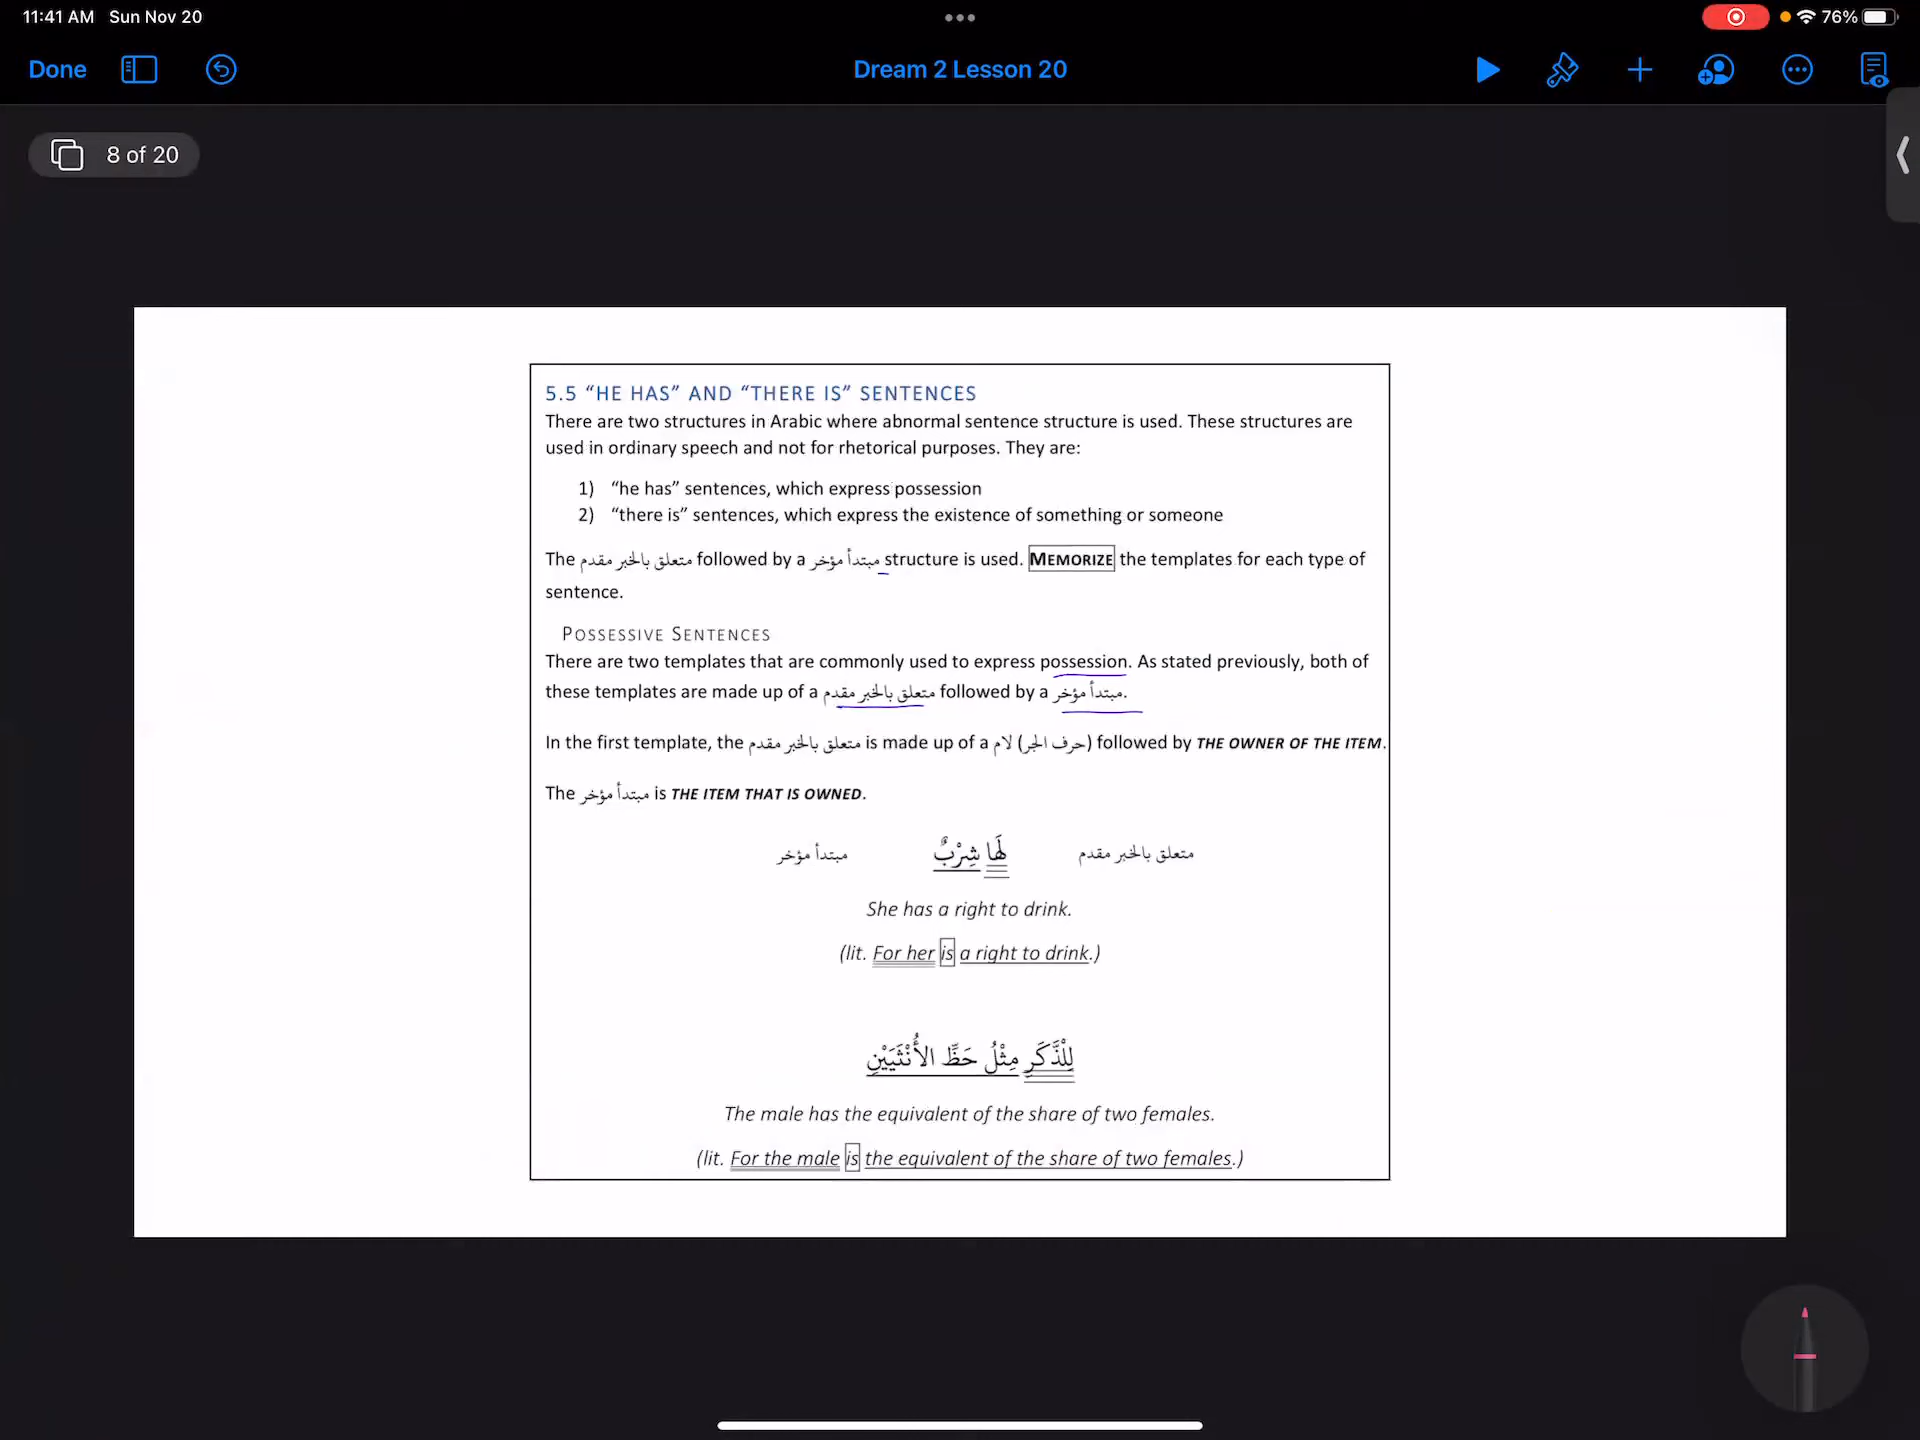 11:41 AM Sun Nov 20
76%
Done
Dream 2 Lesson 20
8 of 20
5.5 “HE HAS” AND “THERE IS” SENTENCES
There are two structures in Arabic where abnormal sentence structure is used. These structures are
used in ordinary speech and not for rhetorical purposes. They are:
1) “he has” sentences, which express possession
2) “there is” sentences, which express the existence of something or someone
The متعلق بالخبر مقدم followed by a مبتدأ مؤخر structure is used. MEMORIZE the templates for each type of
sentence.
POSSESSIVE SENTENCES
There are two templates that are commonly used to express possession. As stated previously, both of
these templates are made up of a متعلق بالخبر مقدم followed by a مبتدأ مؤخر.
In the first template, the متعلق بالخبر مقدم is made up of a لام (حرف الجر) followed by THE OWNER OF THE ITEM.
The مبتدأ مؤخر is THE ITEM THAT IS OWNED.
متعلق بالخبر مقدم لَهَا شِرْبٌ مبتدأ مؤخر
She has a right to drink.
(lit. For her is a right to drink.)
لِلْذَّكَرِ مِثْلُ حَظِّ الأُنْثَيَيْنِ
The male has the equivalent of the share of two females.
(lit. For the male is the equivalent of the share of two females.)